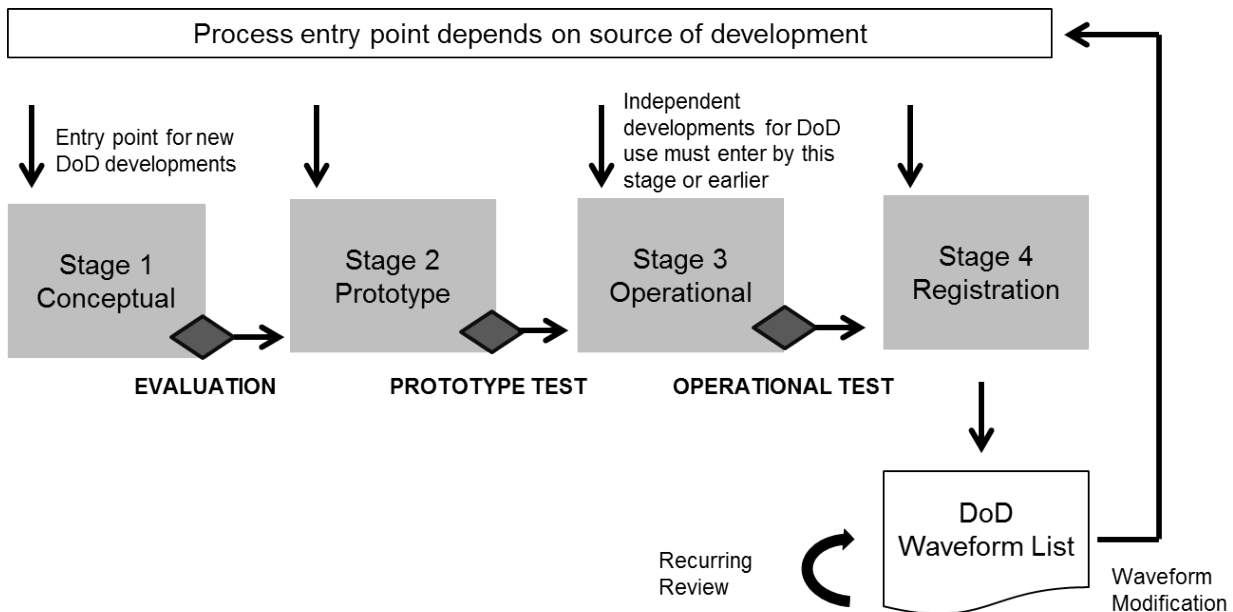 Process entry point depends on source of development
Entry point for new
DoD developments
Independent
developments for DoD
use must enter by this
stage or earlier
Stage 1
Conceptual
Stage 2
Prototype
Stage 3
Operational
Stage 4
Registration
EVALUATION
PROTOTYPE TEST
OPERATIONAL TEST
DoD
Waveform List
Recurring
Review
Waveform
Modification